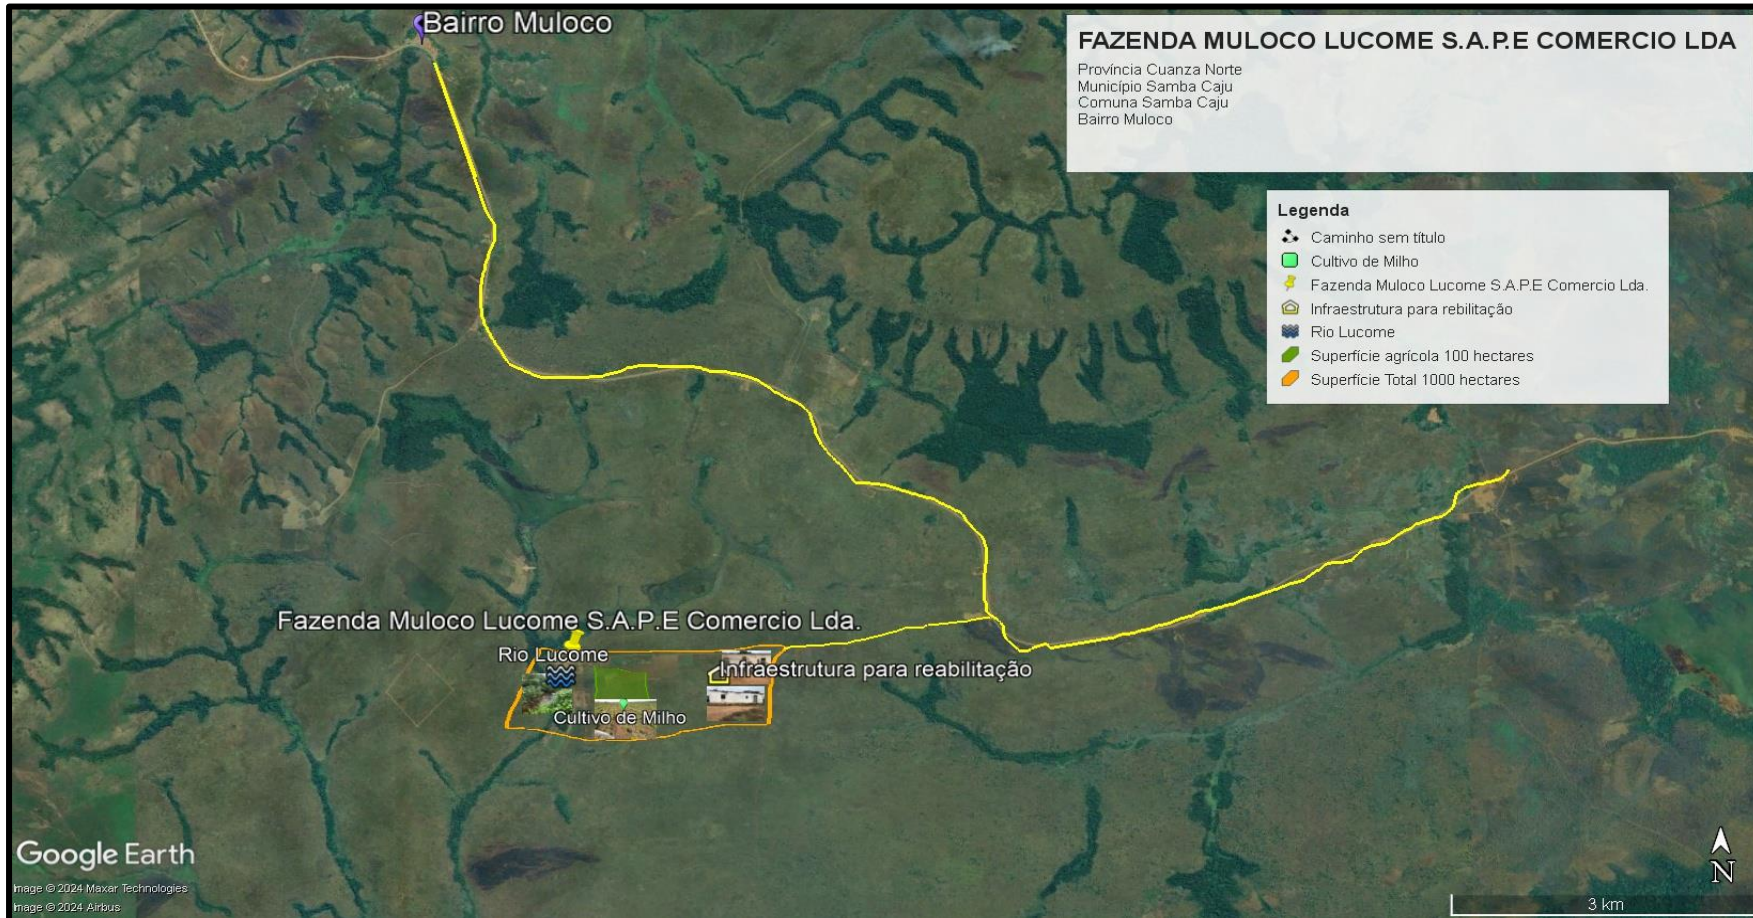 Bairro Muloco
FAZENDA MULOCO LUCOME S.A.P.E COMERCIO LDA
Província Cuanza Norte
Município Samba Caju
Comuna Samba Caju
Bairro Muloco
Legenda
Caminho sem título
Cultivo de Milho
Fazenda Muloco Lucome S.A.P.E Comercio Lda.
Infraestrutura para rebilitação
Rio Lucome
Superfície agrícola 100 hectares
Superfície Total 1000 hectares
Fazenda Muloco Lucome S.A.P.E Comercio Lda.
Rio Lucome
Infraestrutura para reabilitação
Cultivo de Milho
Google Earth
Image © 2024 Maxar Technologies
Image © 2024 Airbus
N
3 km